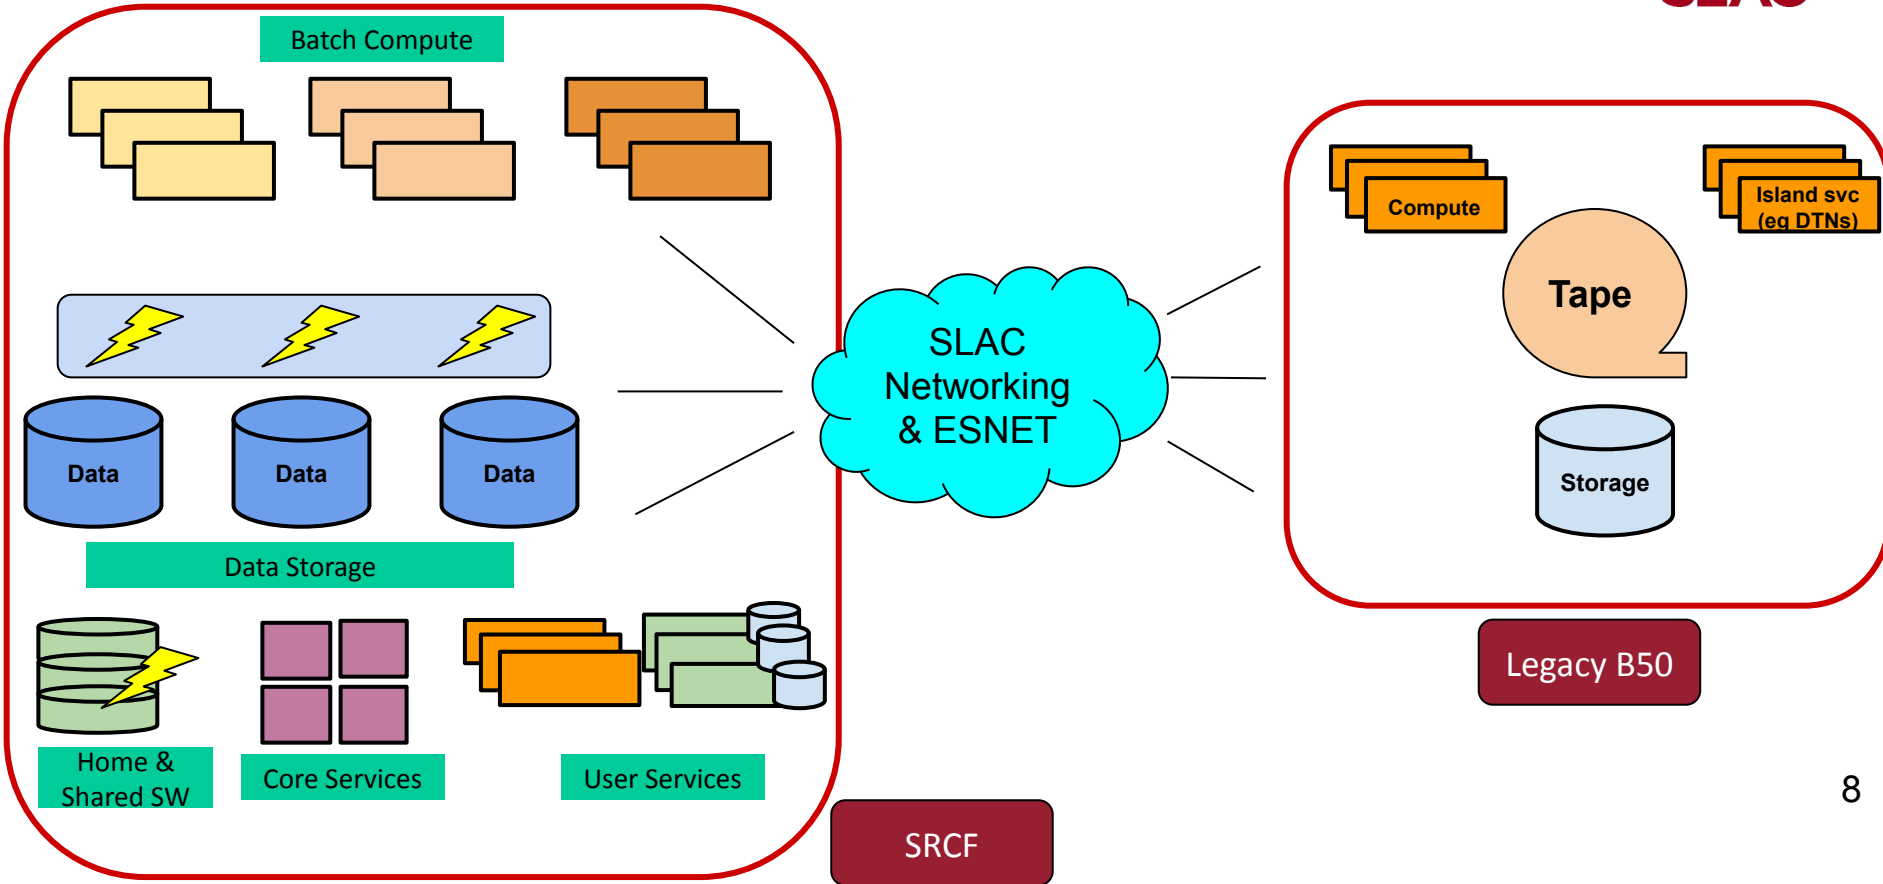 SLAC
Batch Compute
Data
Data
Data
Data Storage
Home &
Shared SW
Core Services
User Services
SLAC
Networking
& ESNET
SRCF
Compute
Island svc
(eg DTNs)
Tape
Storage
Legacy B50
8